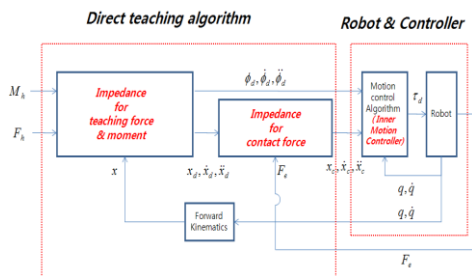 Direct teaching algorithm
Robot & Controller
M_h
F_h
Impedance
for
teaching force
& moment
ϕ_d, ϕ̇_d, ϕ̈_d
Impedance
for
contact force
Motion
control
Algorithm
(Inner
Motion
Controller)
τ_d
Robot
x
x_d, ẋ_d, ẍ_d
F_e
x_c, ẋ_c, ẍ_c
q, q̇
Forward
Kinematics
q, q̇
F_e